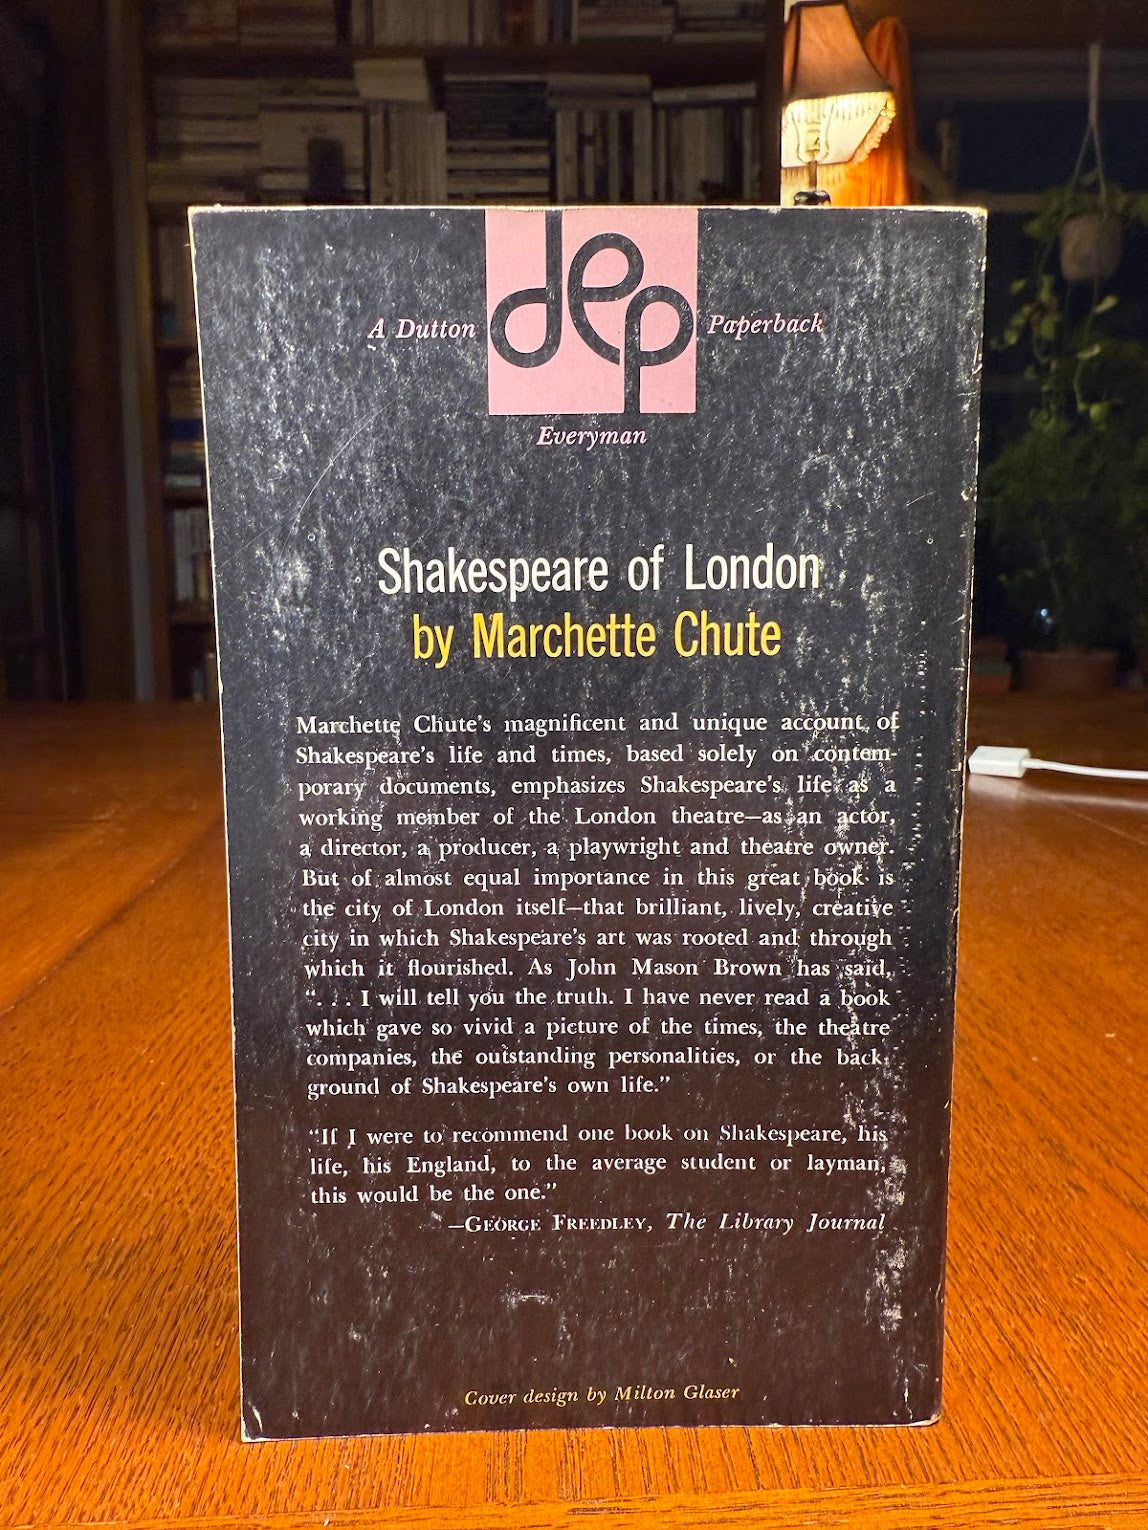 A Dutton dep Paperback
Everyman
Shakespeare of London
by Marchette Chute
Marchette Chute's magnificent and unique account of
Shakespeare's life and times, based solely on contem-
porary documents, emphasizes Shakespeare's life as a
working member of the London theatre—as an actor,
a director, a producer, a playwright and theatre owner.
But of almost equal importance in this great book is
the city of London itself—that brilliant, lively, creative
city in which Shakespeare's art was rooted and through
which it flourished. As John Mason Brown has said,
“. . . I will tell you the truth. I have never read a book
which gave so vivid a picture of the times, the theatre
companies, the outstanding personalities, or the back-
ground of Shakespeare's own life.”
“If I were to recommend one book on Shakespeare, his
life, his England, to the average student or layman,
this would be the one.”
—GEORGE FREEDLEY, The Library Journal
Cover design by Milton Glaser